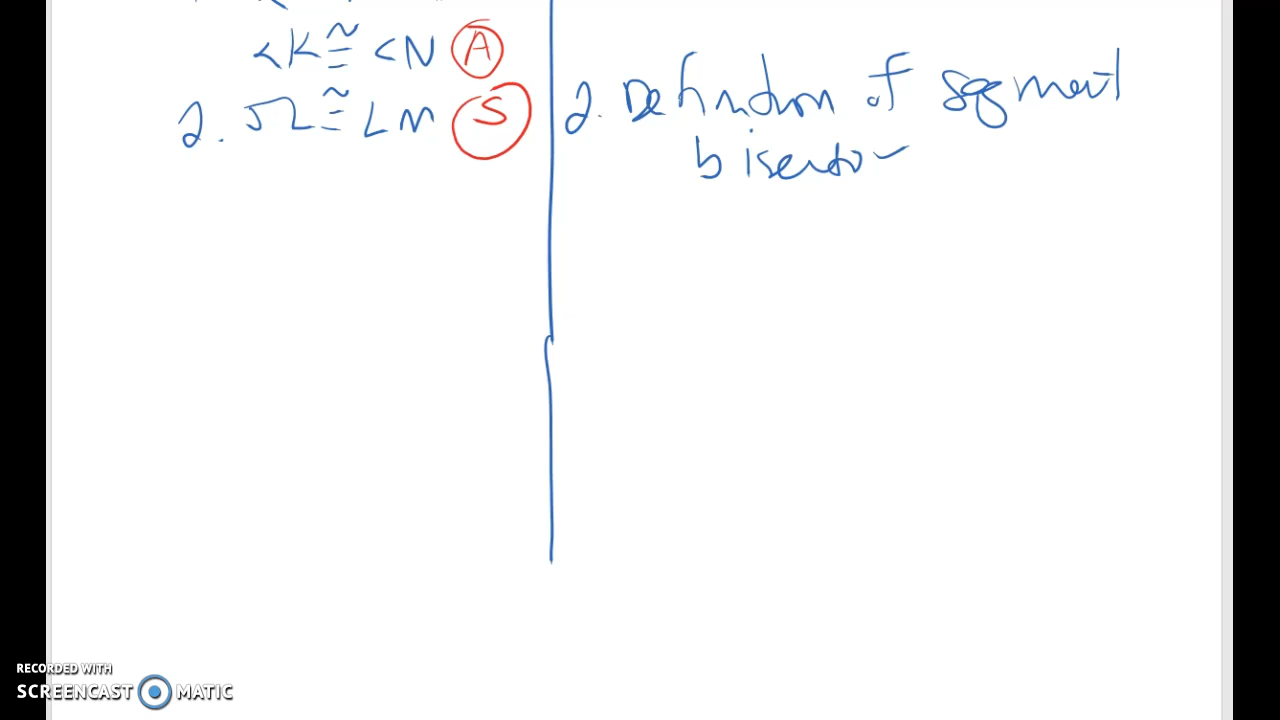 <K ≅ <N A
2. JL ≅ LM S
2. Definition of segment
bisector
RECORDED WITH
SCREENCAST MATIC